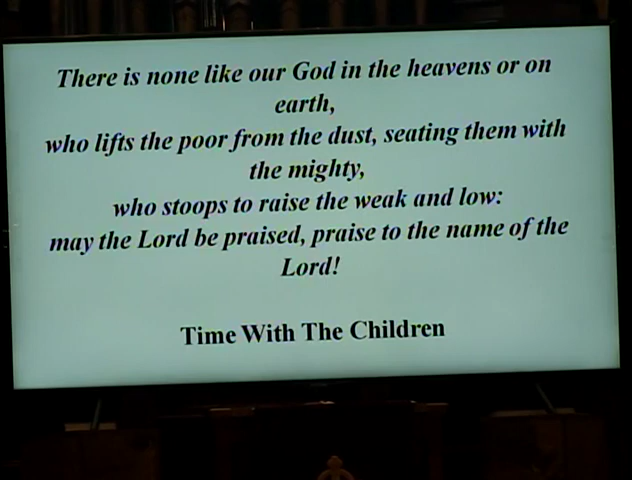 There is none like our God in the heavens or on
earth,
who lifts the poor from the dust, seating them with
the mighty,
who stoops to raise the weak and low:
may the Lord be praised, praise to the name of the
Lord!
Time With The Children